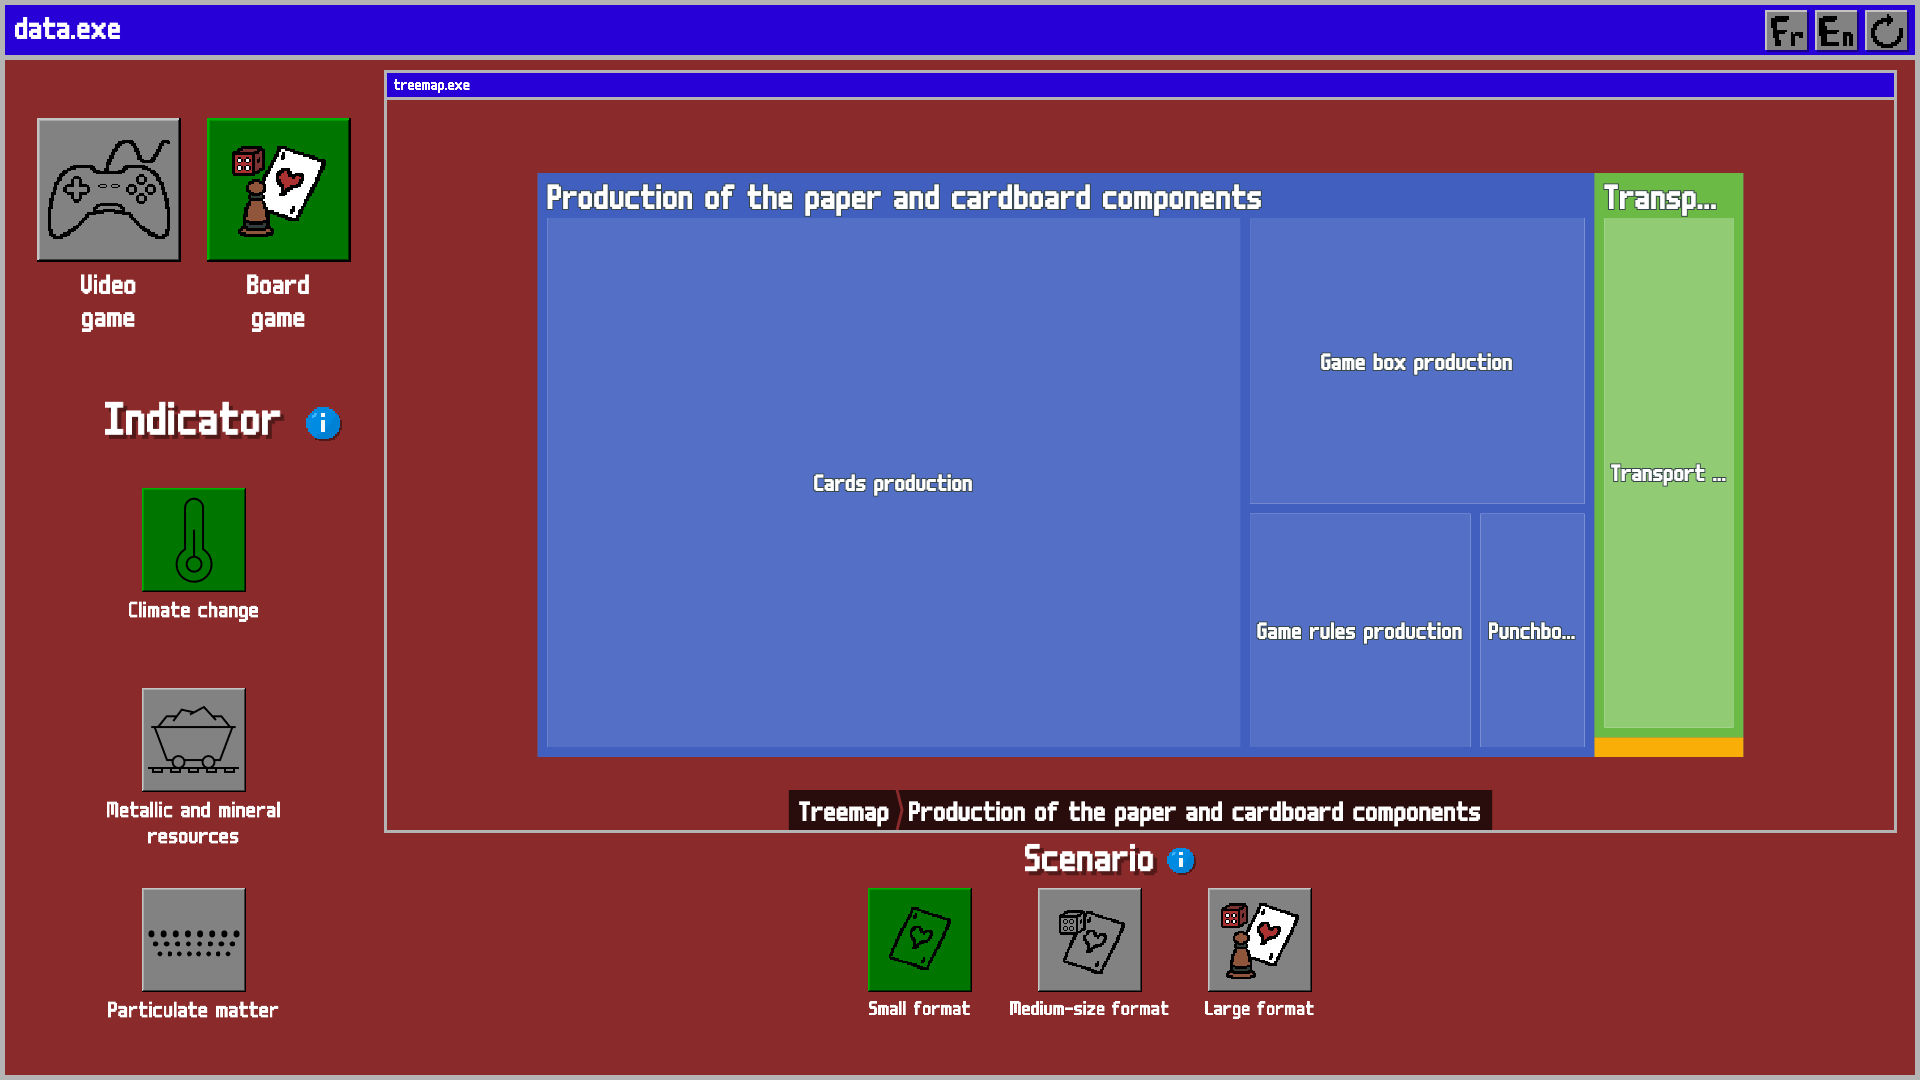 data.exe
Fr
En
treemap.exe
Video
game
Board
game
Indicator
i
Climate change
Metallic and mineral
resources
Particulate matter
Production of the paper and cardboard components
Transp...
Cards production
Game box production
Game rules production
Punchbo...
Transport ...
Treemap
Production of the paper and cardboard components
Scenario
i
Small format
Medium-size format
Large format